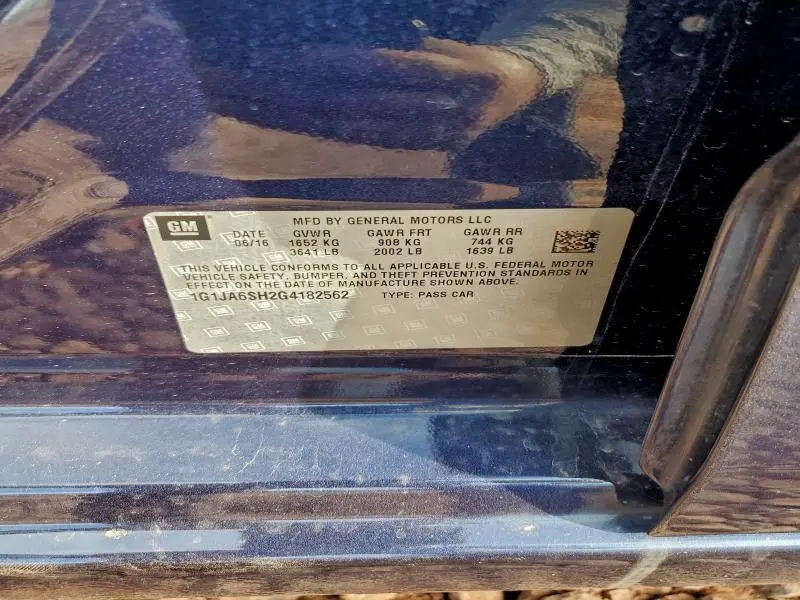 GM
MFD BY GENERAL MOTORS LLC
DATE GVWR GAWR FRT GAWR RR
06/16 1652 KG 908 KG 744 KG
3641 LB 2002 LB 1639 LB
THIS VEHICLE CONFORMS TO ALL APPLICABLE U.S. FEDERAL MOTOR
VEHICLE SAFETY, BUMPER, AND THEFT PREVENTION STANDARDS IN
EFFECT ON THE DATE OF MANUFACTURE SHOWN ABOVE.
1G1JA6SH2G4182562 TYPE: PASS CAR